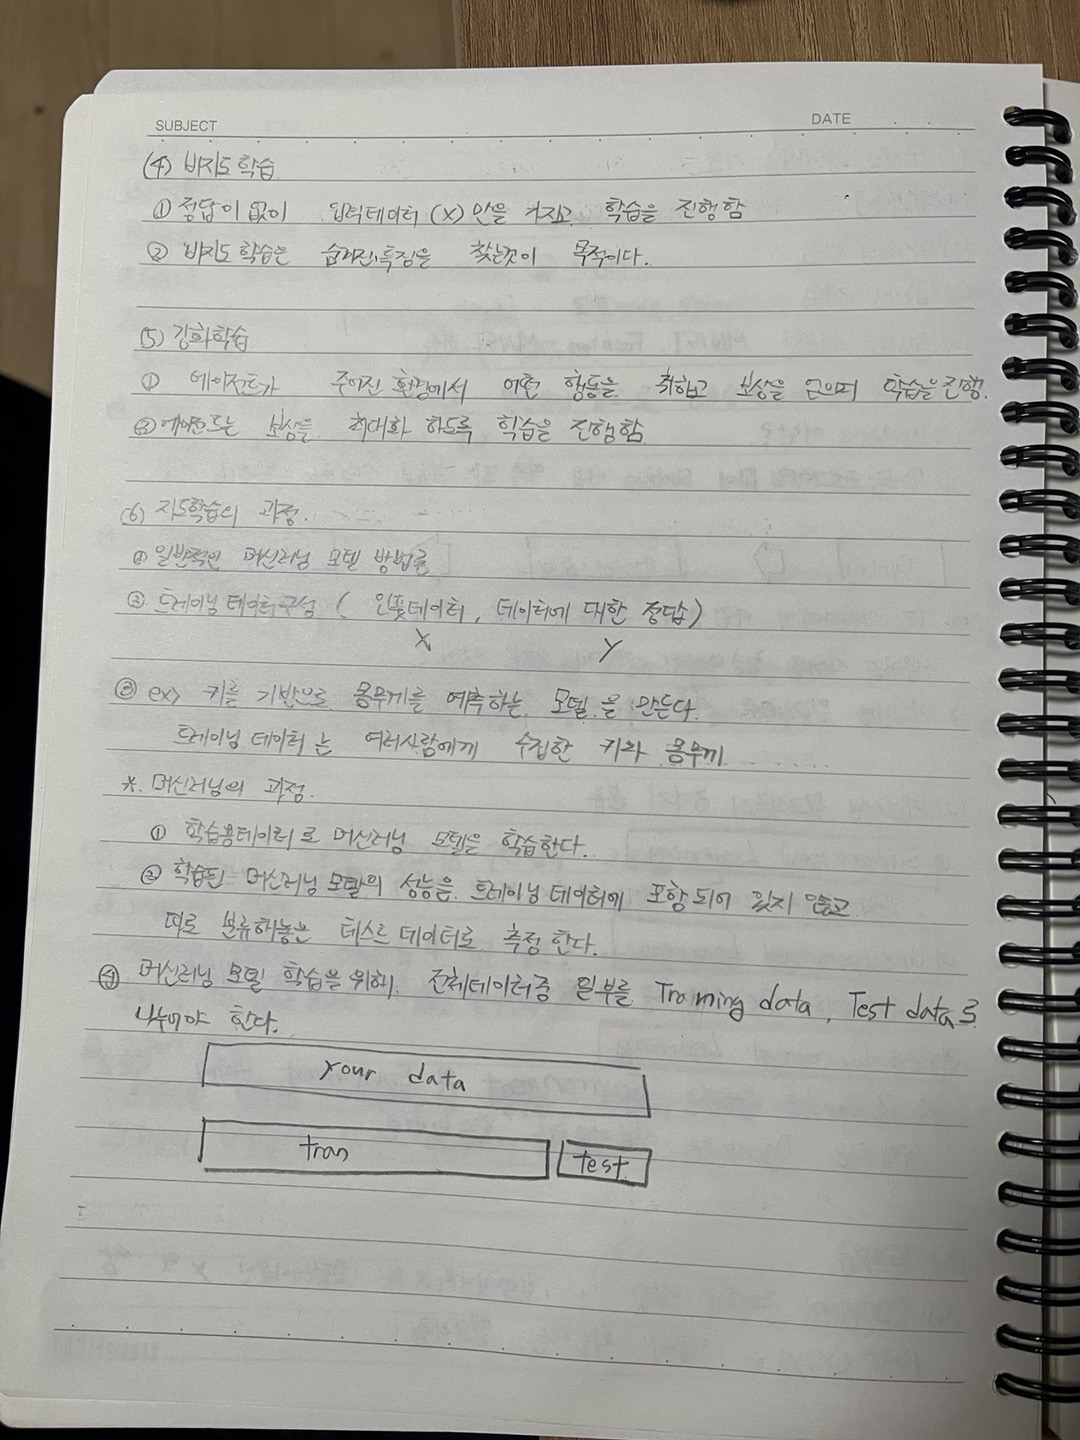 SUBJECT
DATE
(4) 비지도 학습
① 정답이 없이 입력데이터 (x) 만을 가지고 학습을 진행함
② 비지도 학습은 숨겨진 특징을 찾는것이 목적이다.
(5) 강화학습
① 에이전트가 주어진 환경에서 어떤 행동을 취하고 보상을 얻으며 학습을 진행.
② 에이전트는 보상을 최대화 하도록 학습을 진행함
(6) 지도학습의 과정.
① 일반적인 머신러닝 모델 방법론
② 트레이닝 데이터 구성 ( 인풋데이터, 데이터에 대한 정답)
X Y
③ ex> 키를 기반으로 몸무게를 예측하는 모델을 만든다.
트레이닝 데이터는 여러사람에게 수집한 키와 몸무게
*. 머신러닝의 과정.
① 학습용데이터로 머신러닝 모델을 학습한다.
② 학습된 머신러닝 모델의 성능을 트레이닝 데이터에 포함되어 있지 않고
따로 분류해놓은 테스트 데이터로 측정한다.
④ 머신러닝 모델 학습을 위해. 전체데이터중 일부를 Training data, Test data로
나누어야 한다.
Your data
tran
test